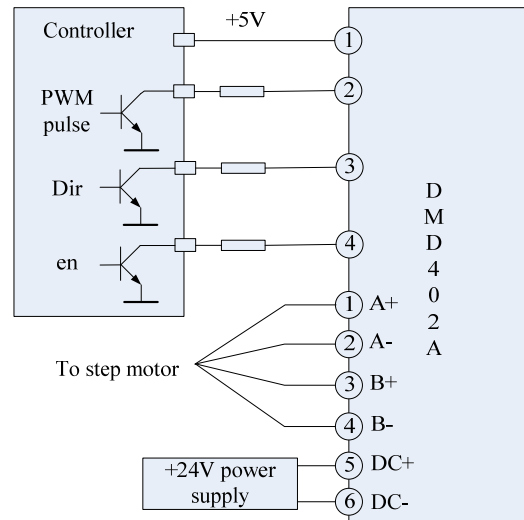 Controller
+5V
1
PWM
pulse
2
Dir
3
en
4
D
M
D
4
0
2
A
To step motor
1 A+
2 A-
3 B+
4 B-
+24V power
supply
5 DC+
6 DC-